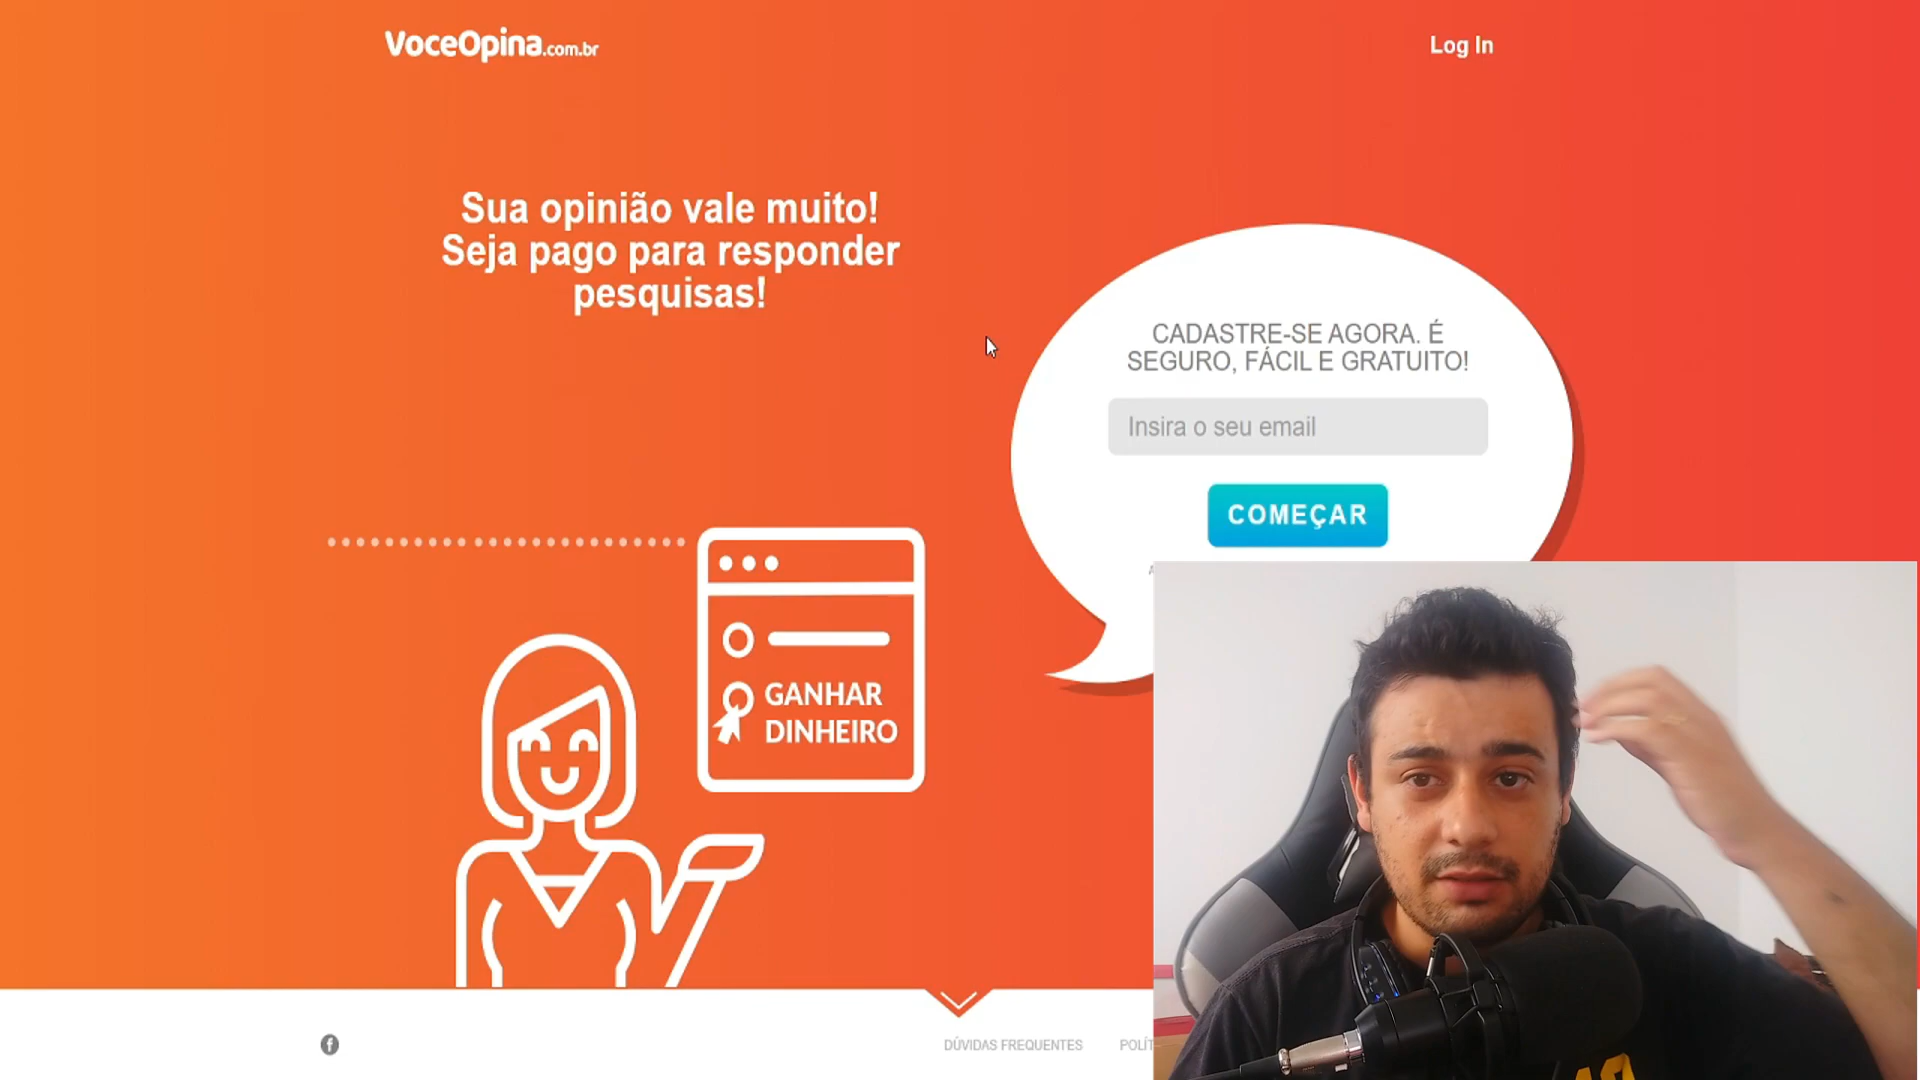 VoceOpina.com.br
Log In
Sua opinião vale muito!
Seja pago para responder
pesquisas!
CADASTRE-SE AGORA. É
SEGURO, FÁCIL E GRATUITO!
Insira o seu email
COMEÇAR
GANHAR
DINHEIRO
DÚVIDAS FREQUENTES